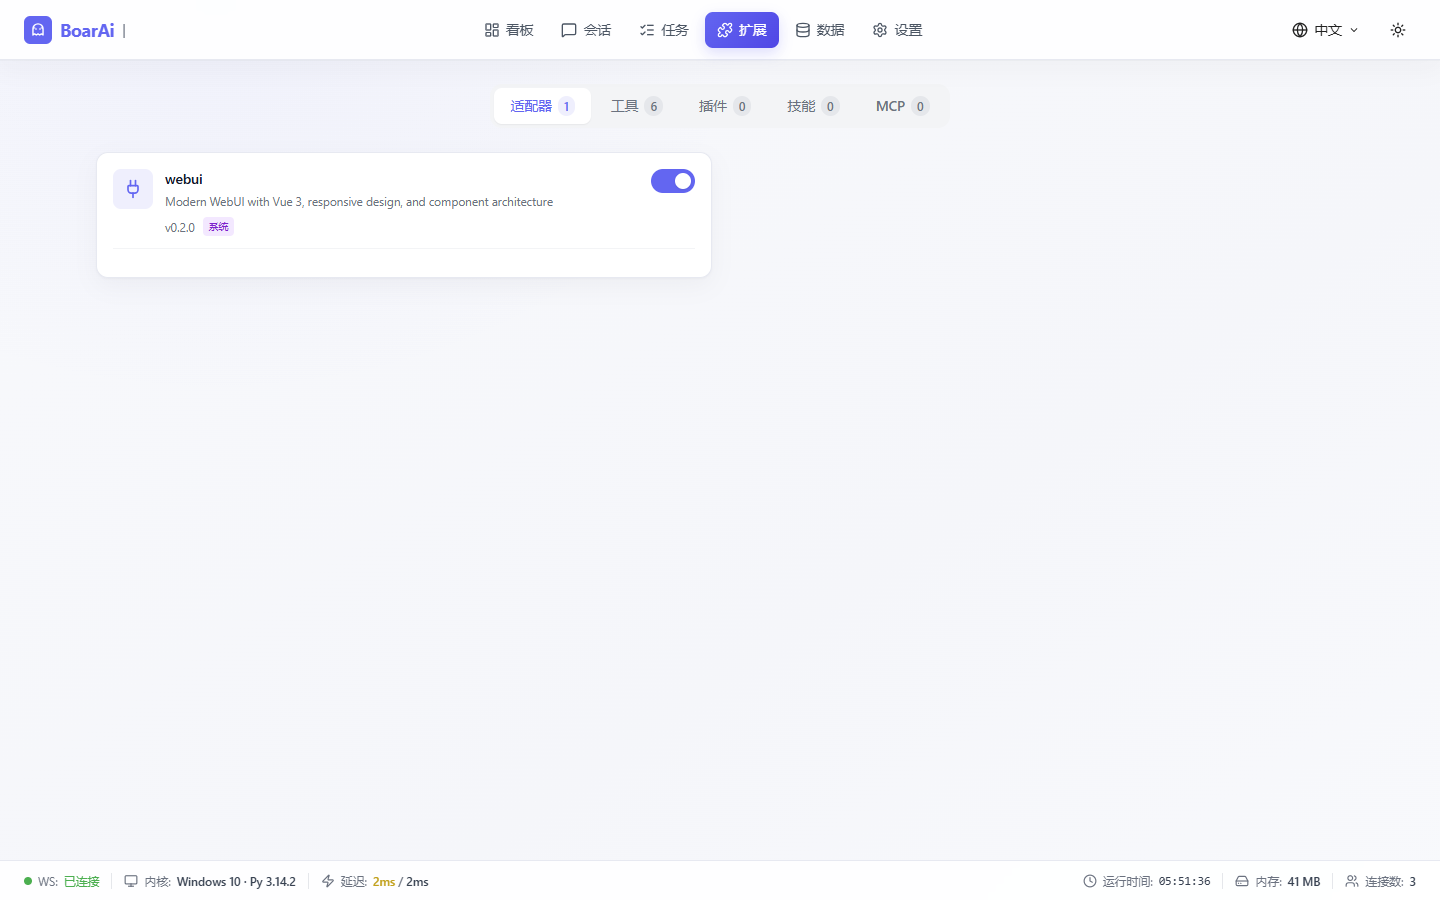 BoarAi |
看板 会话 任务 扩展 数据 设置
中文
适配器 1 工具 6 插件 0 技能 0 MCP 0
webui
Modern WebUI with Vue 3, responsive design, and component architecture
v0.2.0 系统
WS: 已连接 内核: Windows 10 · Py 3.14.2 延迟: 2ms / 2ms 运行时间: 05:51:36 内存: 41 MB 连接数: 3